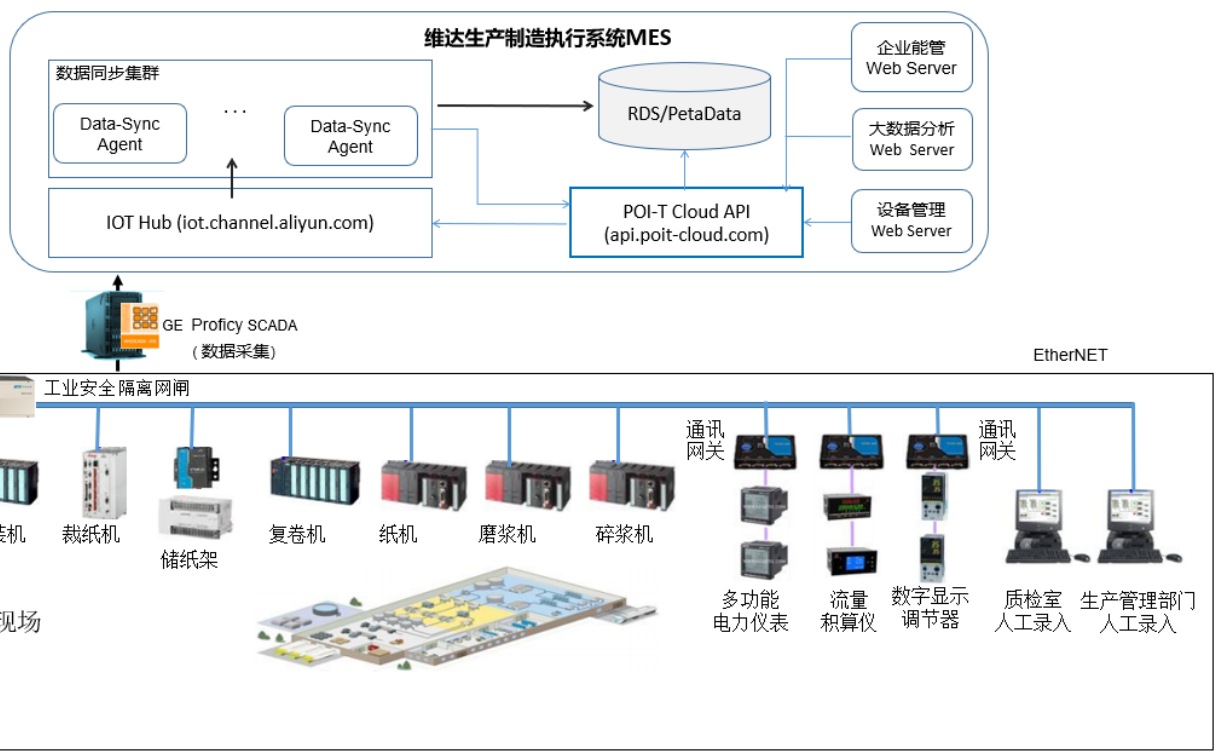 维达生产制造执行系统MES
数据同步集群
Data-Sync
Agent
...
Data-Sync
Agent
RDS/PetaData
企业能管
Web Server
大数据分析
Web Server
设备管理
Web Server
IOT Hub (iot.channel.aliyun.com)
POI-T Cloud API
(api.poit-cloud.com)
GE Proficy SCADA
(数据采集)
EtherNET
工业安全隔离网闸
通讯
网关
通讯
网关
装机
裁纸机
储纸架
复卷机
纸机
磨浆机
碎浆机
多功能
电力仪表
流量
积算仪
数字显示
调节器
质检室
人工录入
生产管理部门
人工录入
现场